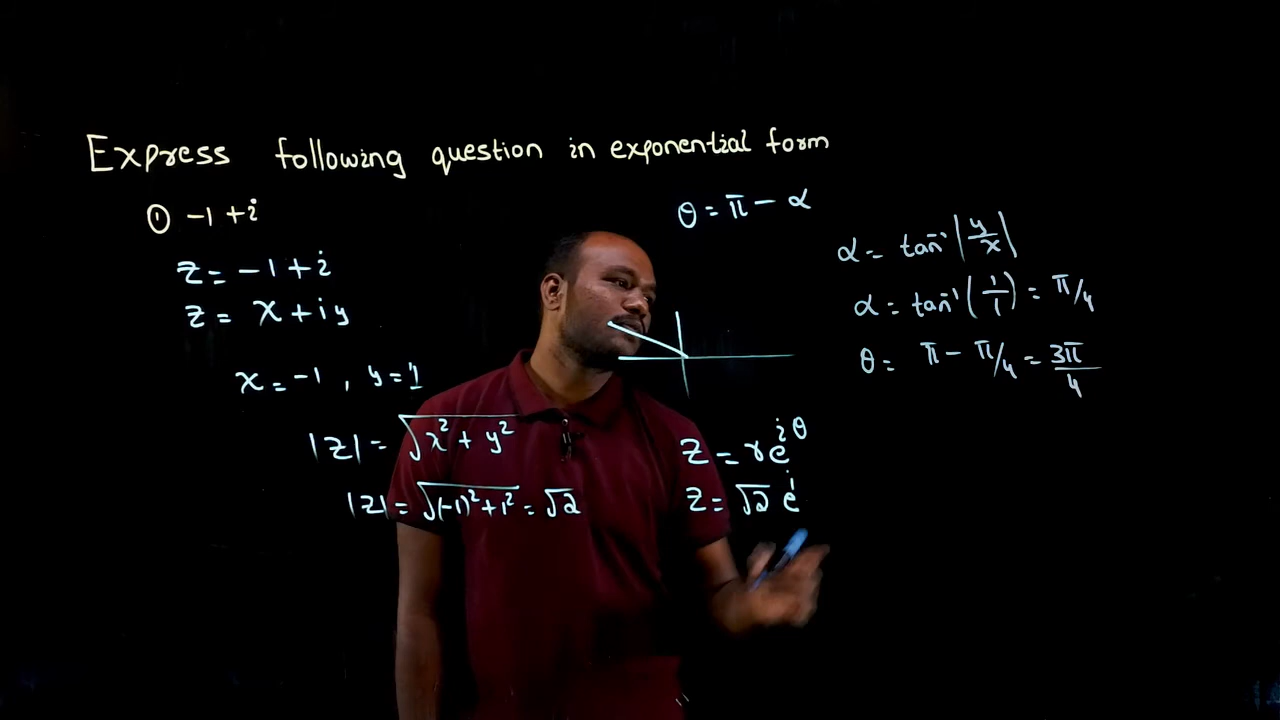 Express following question in exponential form
① -1+i
z = -1+i
z = x+iy
x = -1, y = 1
|z| = √(x²+y²)
|z| = √((-1)²+1²) = √2
θ = π - α
α = tan⁻¹|y/x|
α = tan⁻¹(1/1) = π/4
θ = π - π/4 = 3π/4
z = re^(iθ)
z = √2 e^i